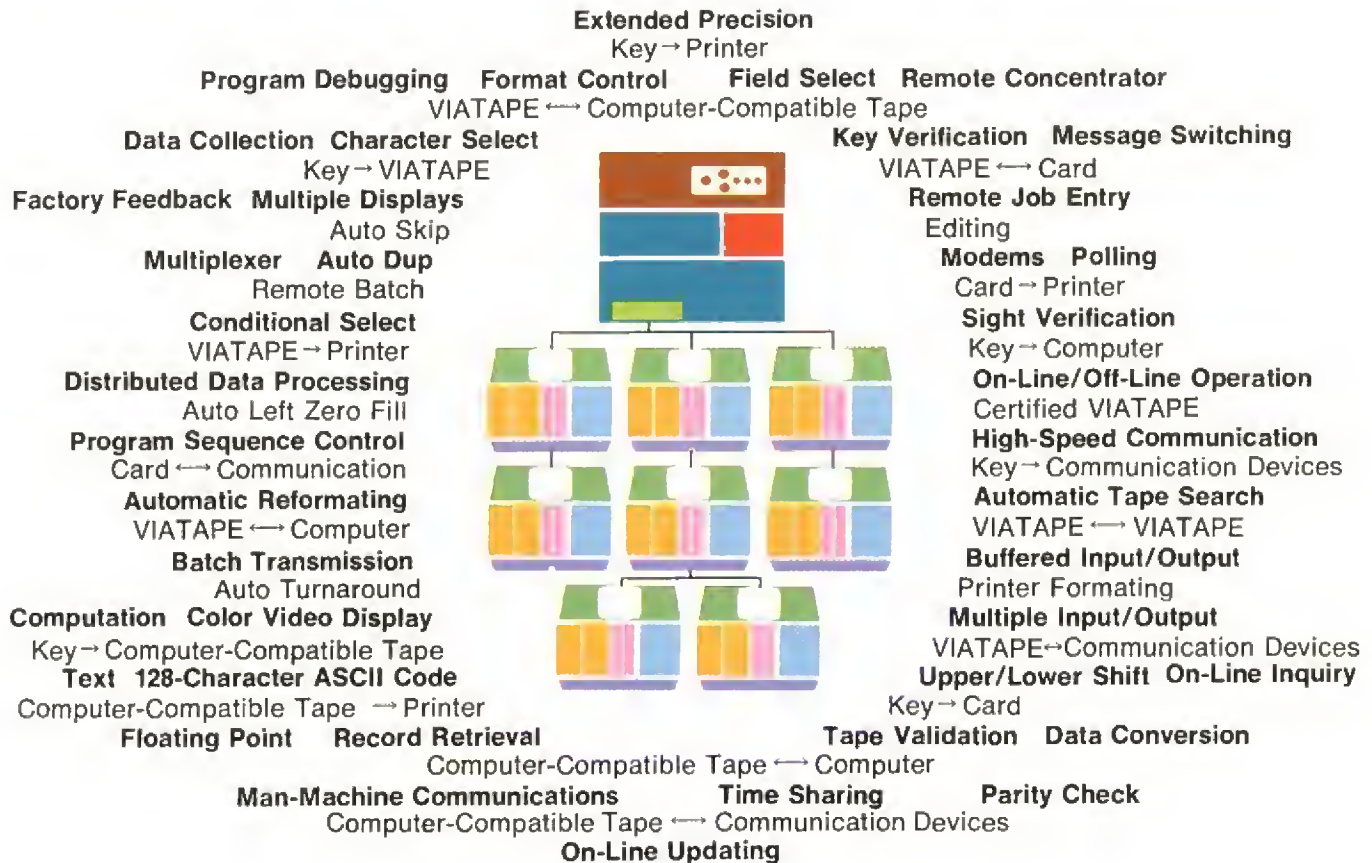 Extended Precision
Key → Printer
Program Debugging Format Control Field Select Remote Concentrator
VIATAPE ⟷ Computer-Compatible Tape
Data Collection Character Select
Key → VIATAPE
Factory Feedback Multiple Displays
Auto Skip
Multiplexer Auto Dup
Remote Batch
Conditional Select
VIATAPE → Printer
Distributed Data Processing
Auto Left Zero Fill
Program Sequence Control
Card ⟷ Communication
Automatic Reformating
VIATAPE ⟷ Computer
Batch Transmission
Auto Turnaround
Computation Color Video Display
Key → Computer-Compatible Tape
Text 128-Character ASCII Code
Computer-Compatible Tape → Printer
Floating Point Record Retrieval
Key Verification Message Switching
VIATAPE ⟷ Card
Remote Job Entry
Editing
Modems Polling
Card → Printer
Sight Verification
Key → Computer
On-Line/Off-Line Operation
Certified VIATAPE
High-Speed Communication
Key → Communication Devices
Automatic Tape Search
VIATAPE ⟷ VIATAPE
Buffered Input/Output
Printer Formating
Multiple Input/Output
VIATAPE↔Communication Devices
Upper/Lower Shift On-Line Inquiry
Key → Card
Tape Validation Data Conversion
Computer-Compatible Tape ⟷ Computer
Man-Machine Communications Time Sharing Parity Check
Computer-Compatible Tape ⟷ Communication Devices
On-Line Updating